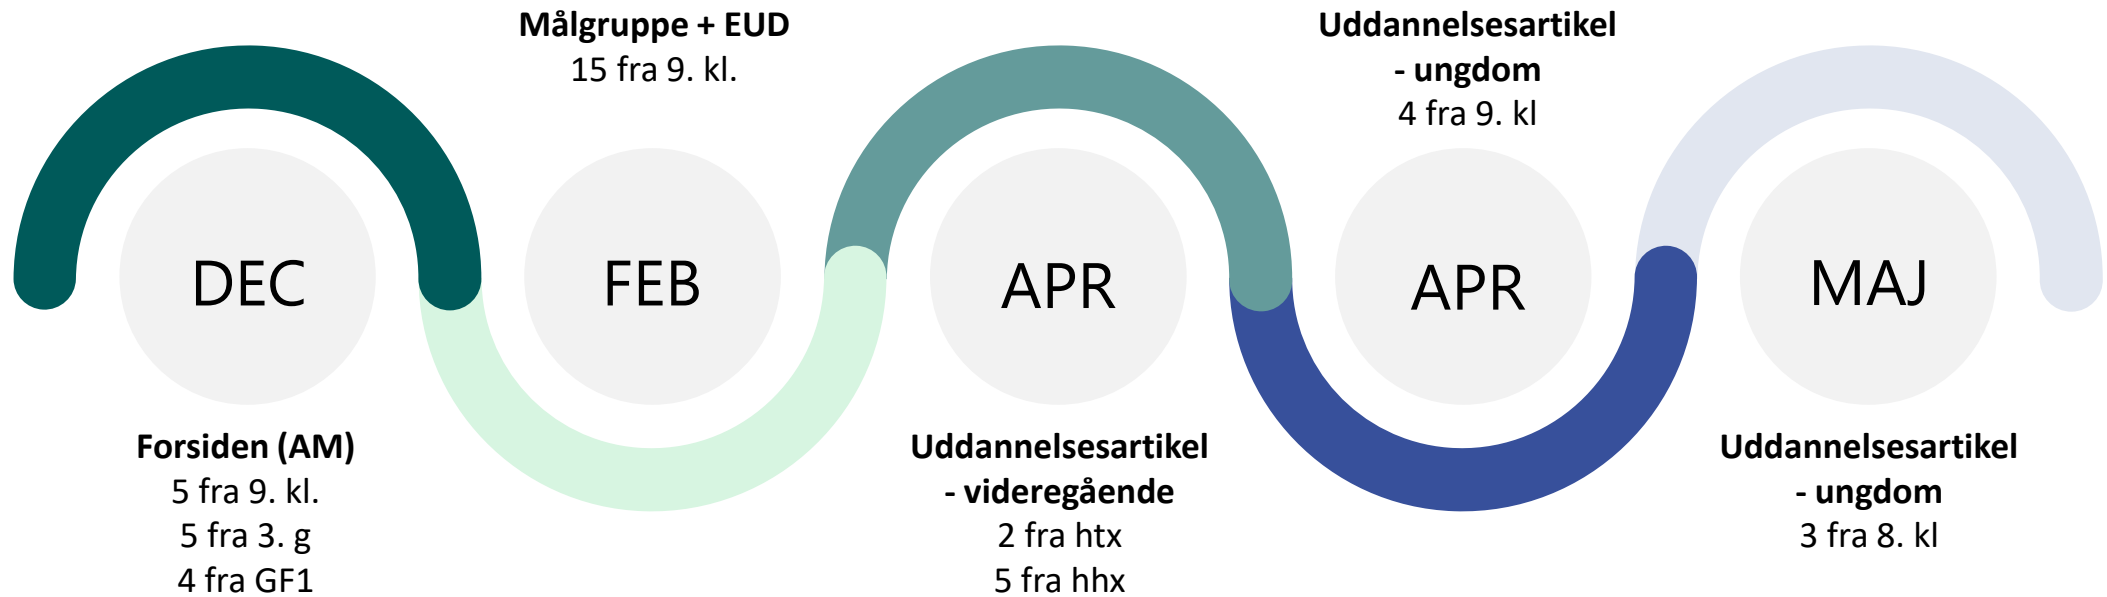 DEC
Forsiden (AM)
5 fra 9. kl.
5 fra 3. g
4 fra GF1
Målgruppe + EUD
15 fra 9. kl.
FEB
APR
Uddannelsesartikel
- videregående
2 fra htx
5 fra hhx
Uddannelsesartikel
- ungdom
4 fra 9. kl
APR
MAJ
Uddannelsesartikel
- ungdom
3 fra 8. kl